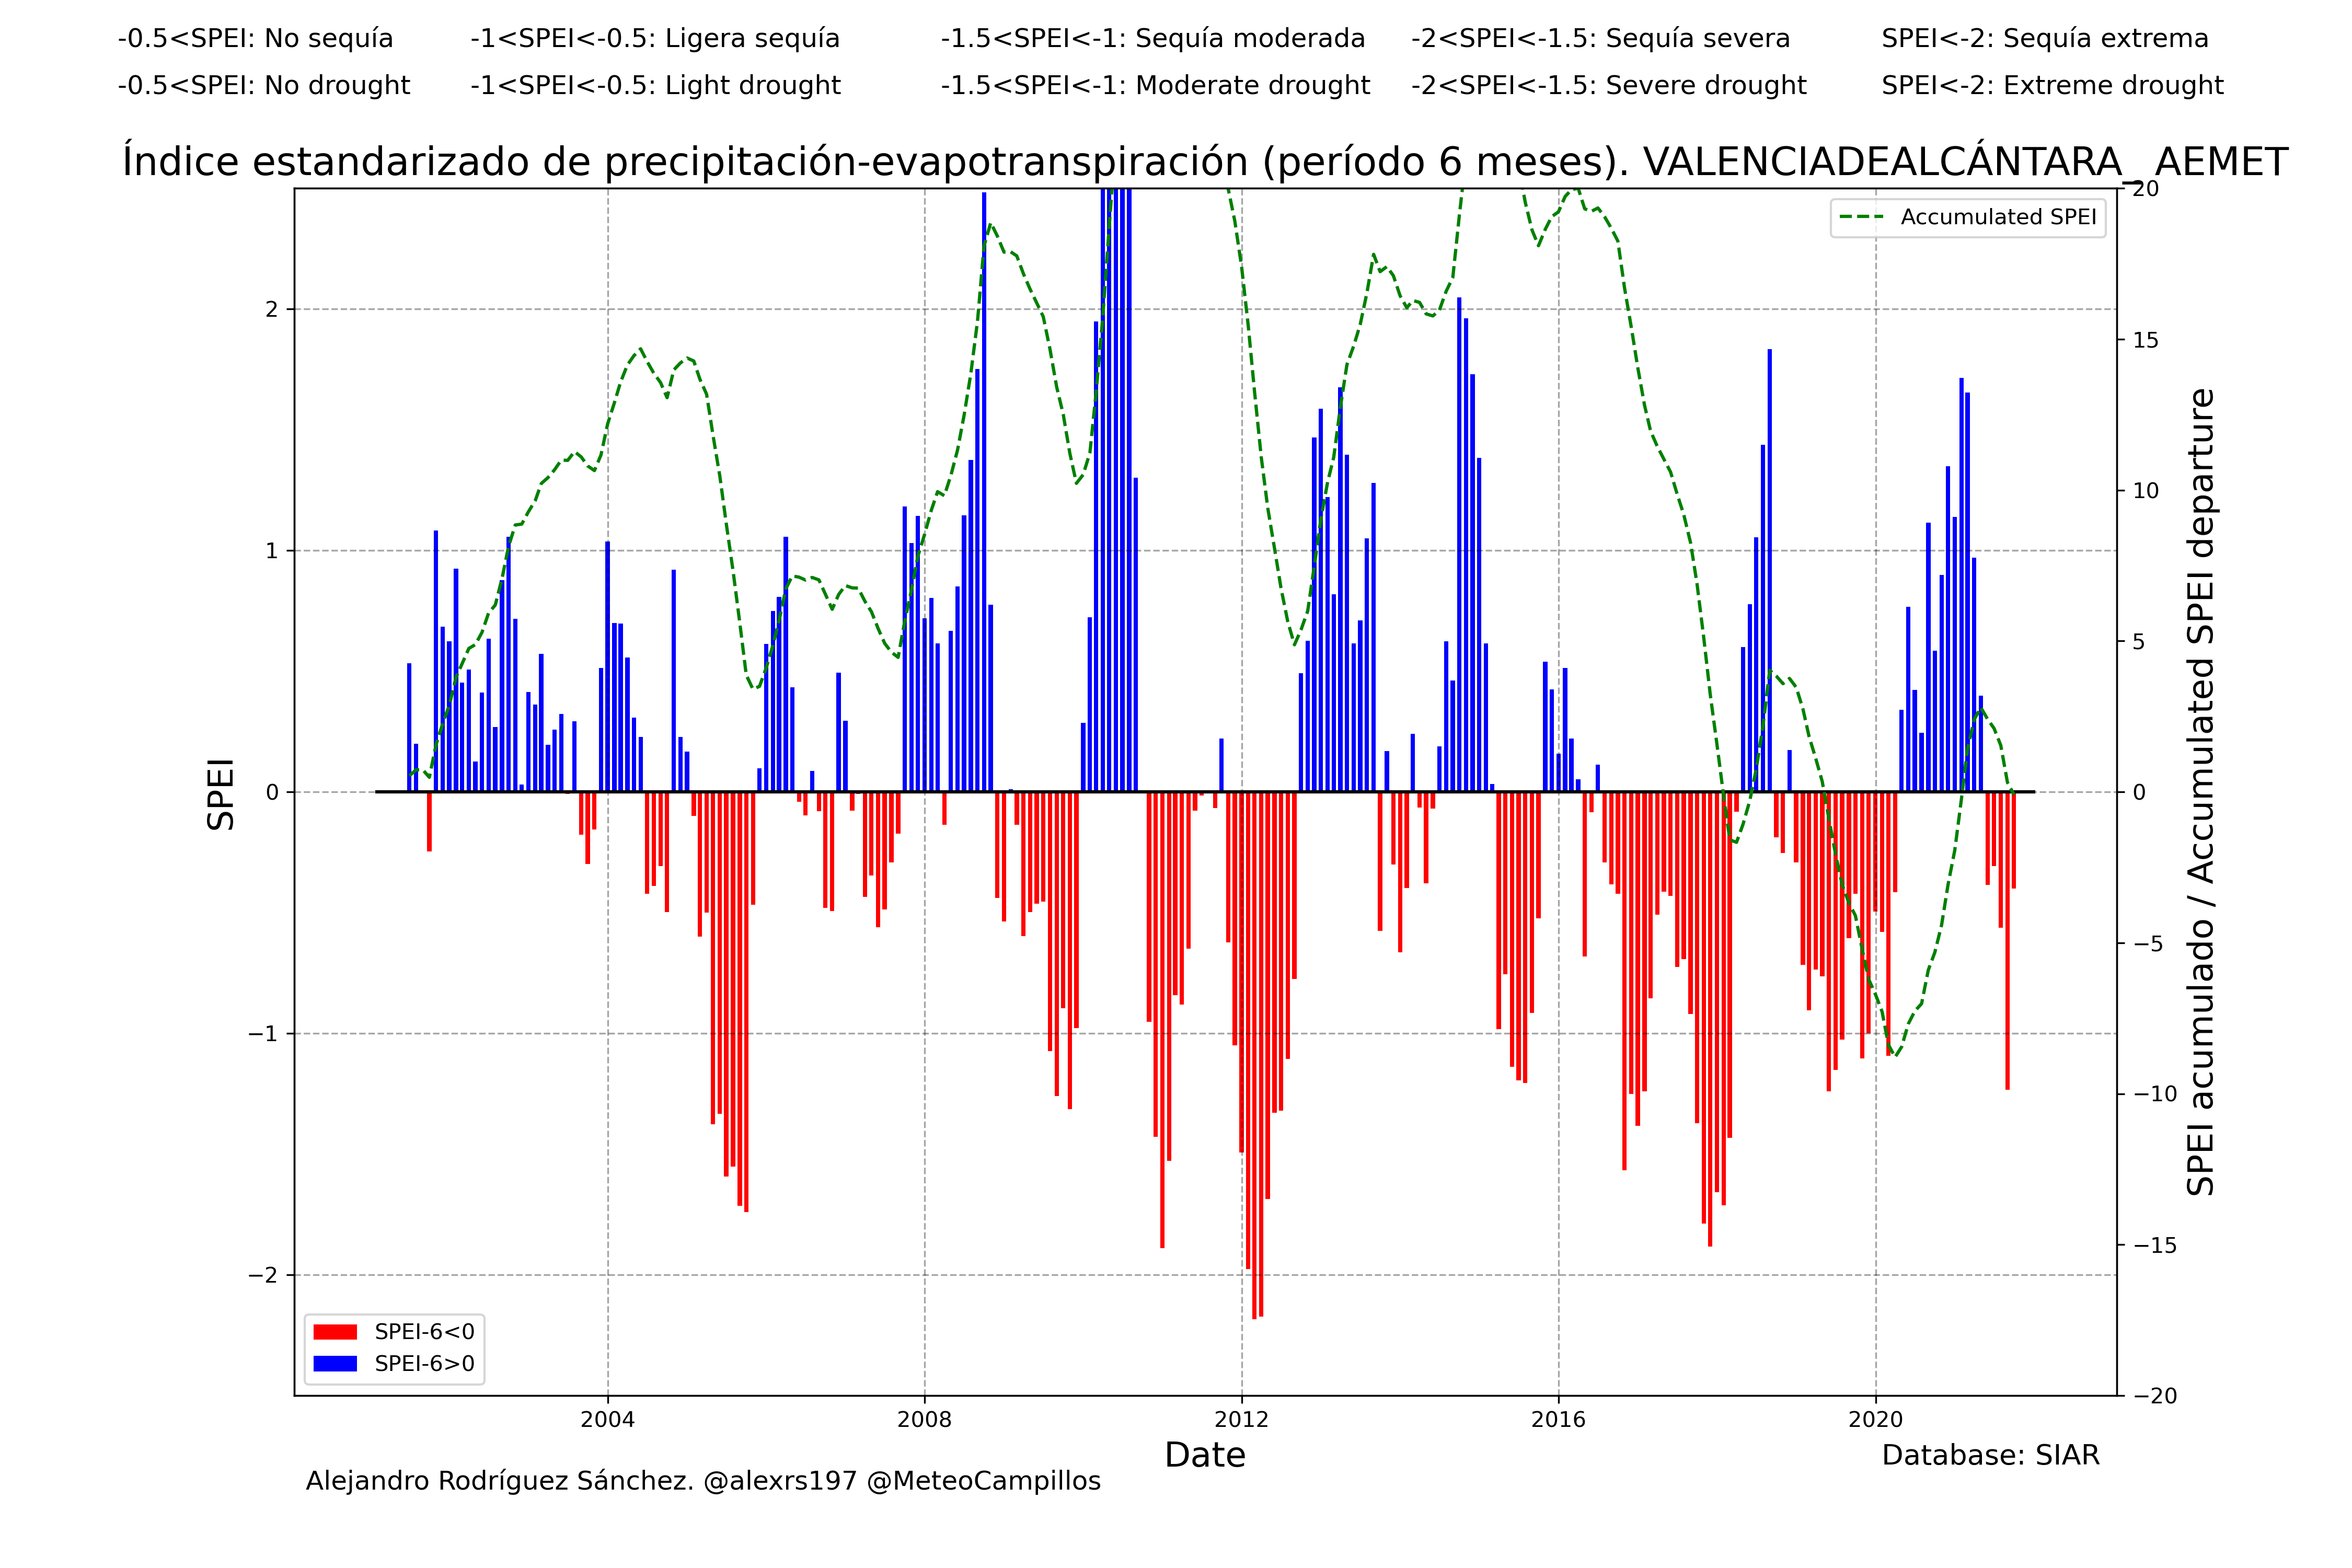 -0.5<SPEI: No sequía -1<SPEI<-0.5: Ligera sequía -1.5<SPEI<-1: Sequía moderada -2<SPEI<-1.5: Sequía severa SPEI<-2: Sequía extrema
-0.5<SPEI: No drought -1<SPEI<-0.5: Light drought -1.5<SPEI<-1: Moderate drought -2<SPEI<-1.5: Severe drought SPEI<-2: Extreme drought
Índice estandarizado de precipitación-evapotranspiración (período 6 meses). VALENCIADEALCÁNTARA_ AEMET
Accumulated SPEI
2
1
0
−1
−2
SPEI
20
15
10
5
0
−5
−10
−15
−20
SPEI acumulado / Accumulated SPEI departure
SPEI-6<0
SPEI-6>0
2004 2008 2012 2016 2020
Date
Database: SIAR
Alejandro Rodríguez Sánchez. @alexrs197 @MeteoCampillos